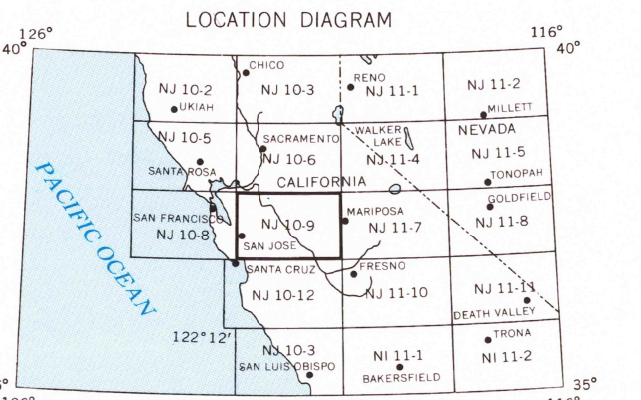 LOCATION DIAGRAM
126°
116°
40°
40°
CHICO
RENO
NJ 10-2
NJ 10-3
NJ 11-1
NJ 11-2
UKIAH
MILLETT
NJ 10-5
SACRAMENTO
WALKER
LAKE
NEVADA
NJ 10-6
NJ 11-4
NJ 11-5
SANTA ROSA
CALIFORNIA
TONOPAH
PACIFIC OCEAN
SAN FRANCISCO
NJ 10-8
NJ 10-9
SAN JOSE
MARIPOSA
NJ 11-7
GOLDFIELD
NJ 11-8
SANTA CRUZ
FRESNO
NJ 10-12
NJ 11-10
NJ 11-11
DEATH VALLEY
122°12'
NJ 10-3
SAN LUIS OBISPO
NI 11-1
BAKERSFIELD
TRONA
NI 11-2
35°